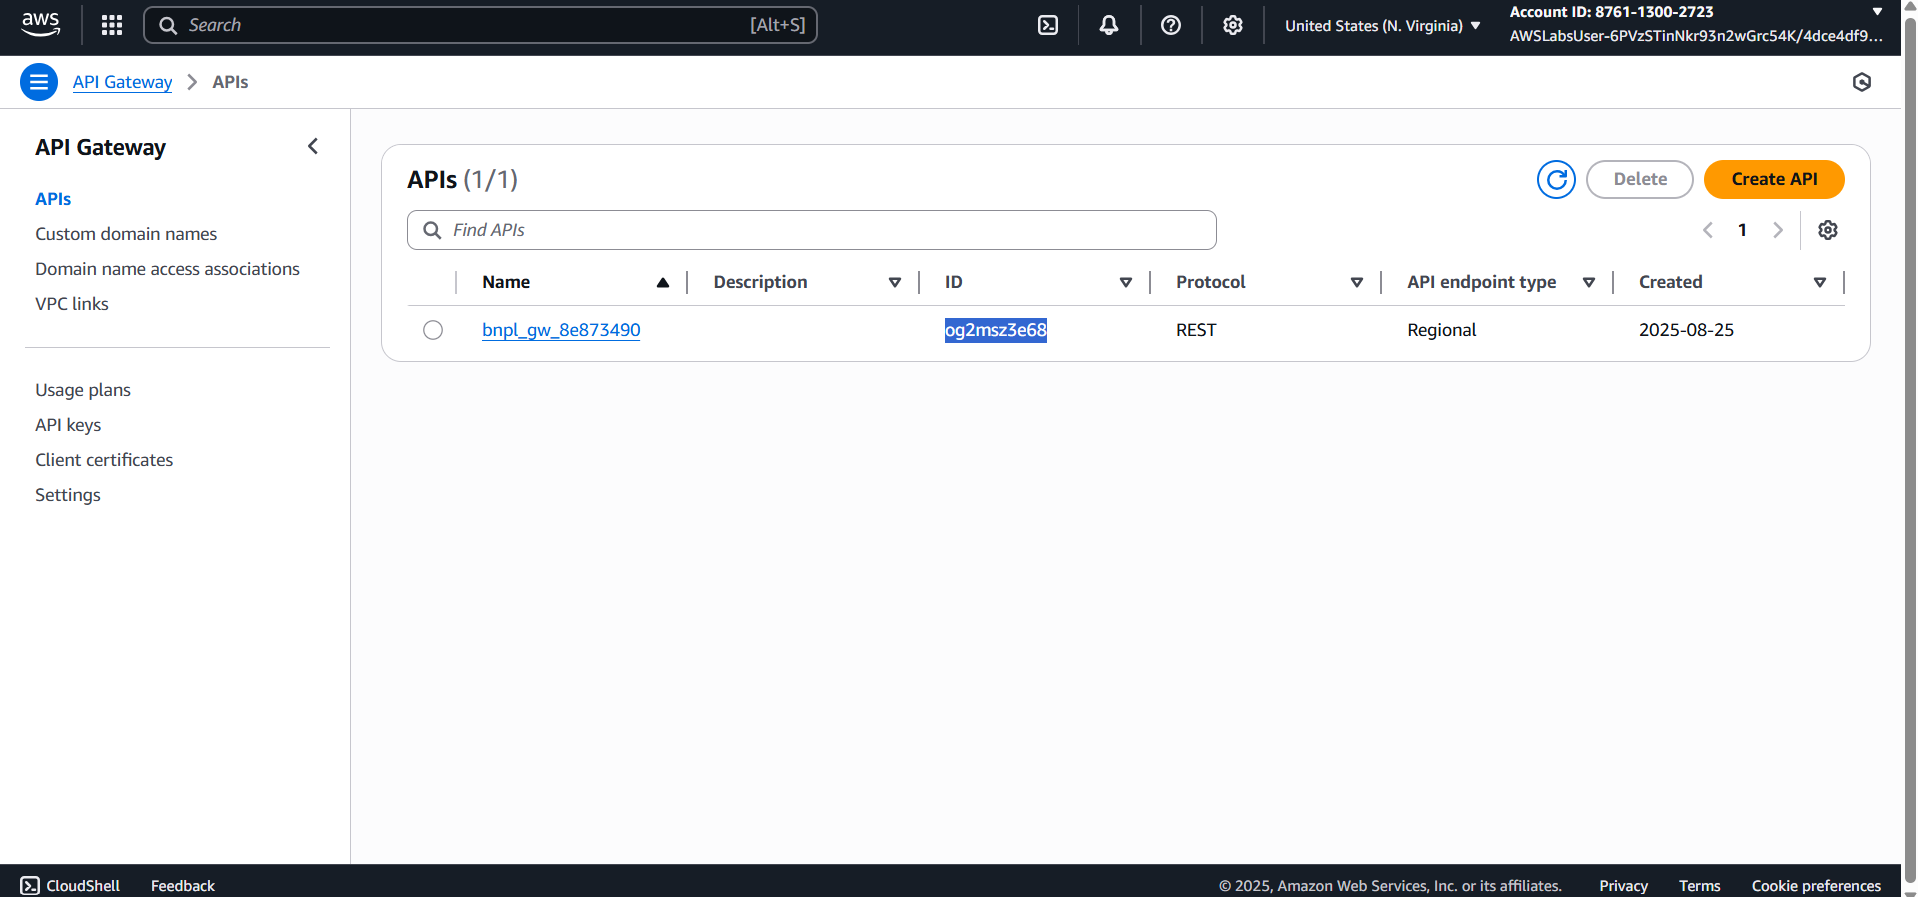 aws
Search [Alt+S]
United States (N. Virginia)
Account ID: 8761-1300-2723
AWSLabsUser-6PVzSTinNkr93n2wGrc54K/4dce4df9...
API Gateway > APIs
API Gateway
APIs
Custom domain names
Domain name access associations
VPC links
Usage plans
API keys
Client certificates
Settings
APIs (1/1)
Delete
Create API
Find APIs
1
Name Description ID Protocol API endpoint type Created
bnpl_gw_8e873490 og2msz3e68 REST Regional 2025-08-25
CloudShell Feedback © 2025, Amazon Web Services, Inc. or its affiliates. Privacy Terms Cookie preferences